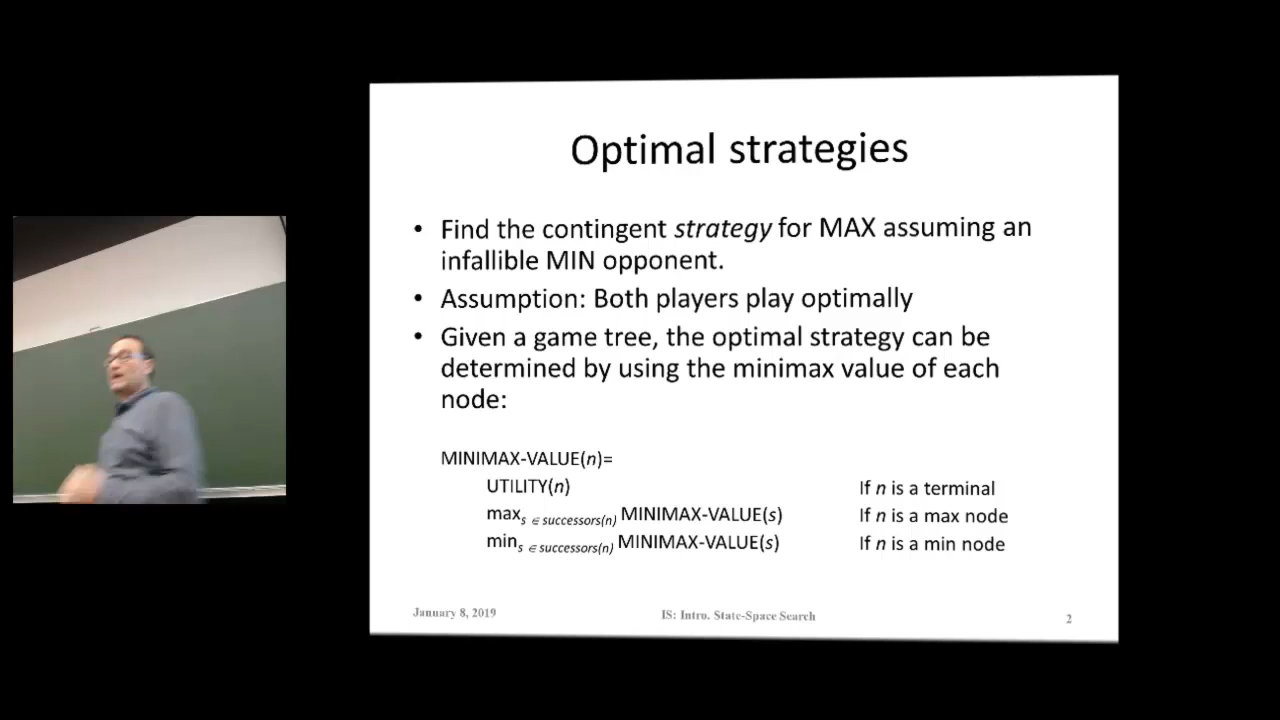 Optimal strategies
• Find the contingent strategy for MAX assuming an
infallible MIN opponent.
• Assumption: Both players play optimally
• Given a game tree, the optimal strategy can be
determined by using the minimax value of each
node:
MINIMAX-VALUE(n)=
UTILITY(n) If n is a terminal
max s ∈ successors(n) MINIMAX-VALUE(s) If n is a max node
min s ∈ successors(n) MINIMAX-VALUE(s) If n is a min node
January 8, 2019 IS: Intro. State-Space Search 2